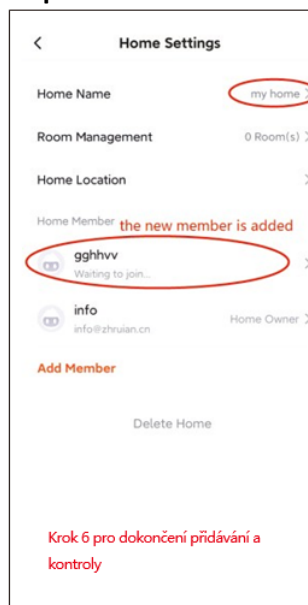 Home Settings
Home Name my home
Room Management 0 Room(s)
Home Location
Home Member the new member is added
gghhvv
Waiting to join...
info
info@zhruian.cn Home Owner
Add Member
Delete Home
Krok 6 pro dokončení přidávání a
kontroly